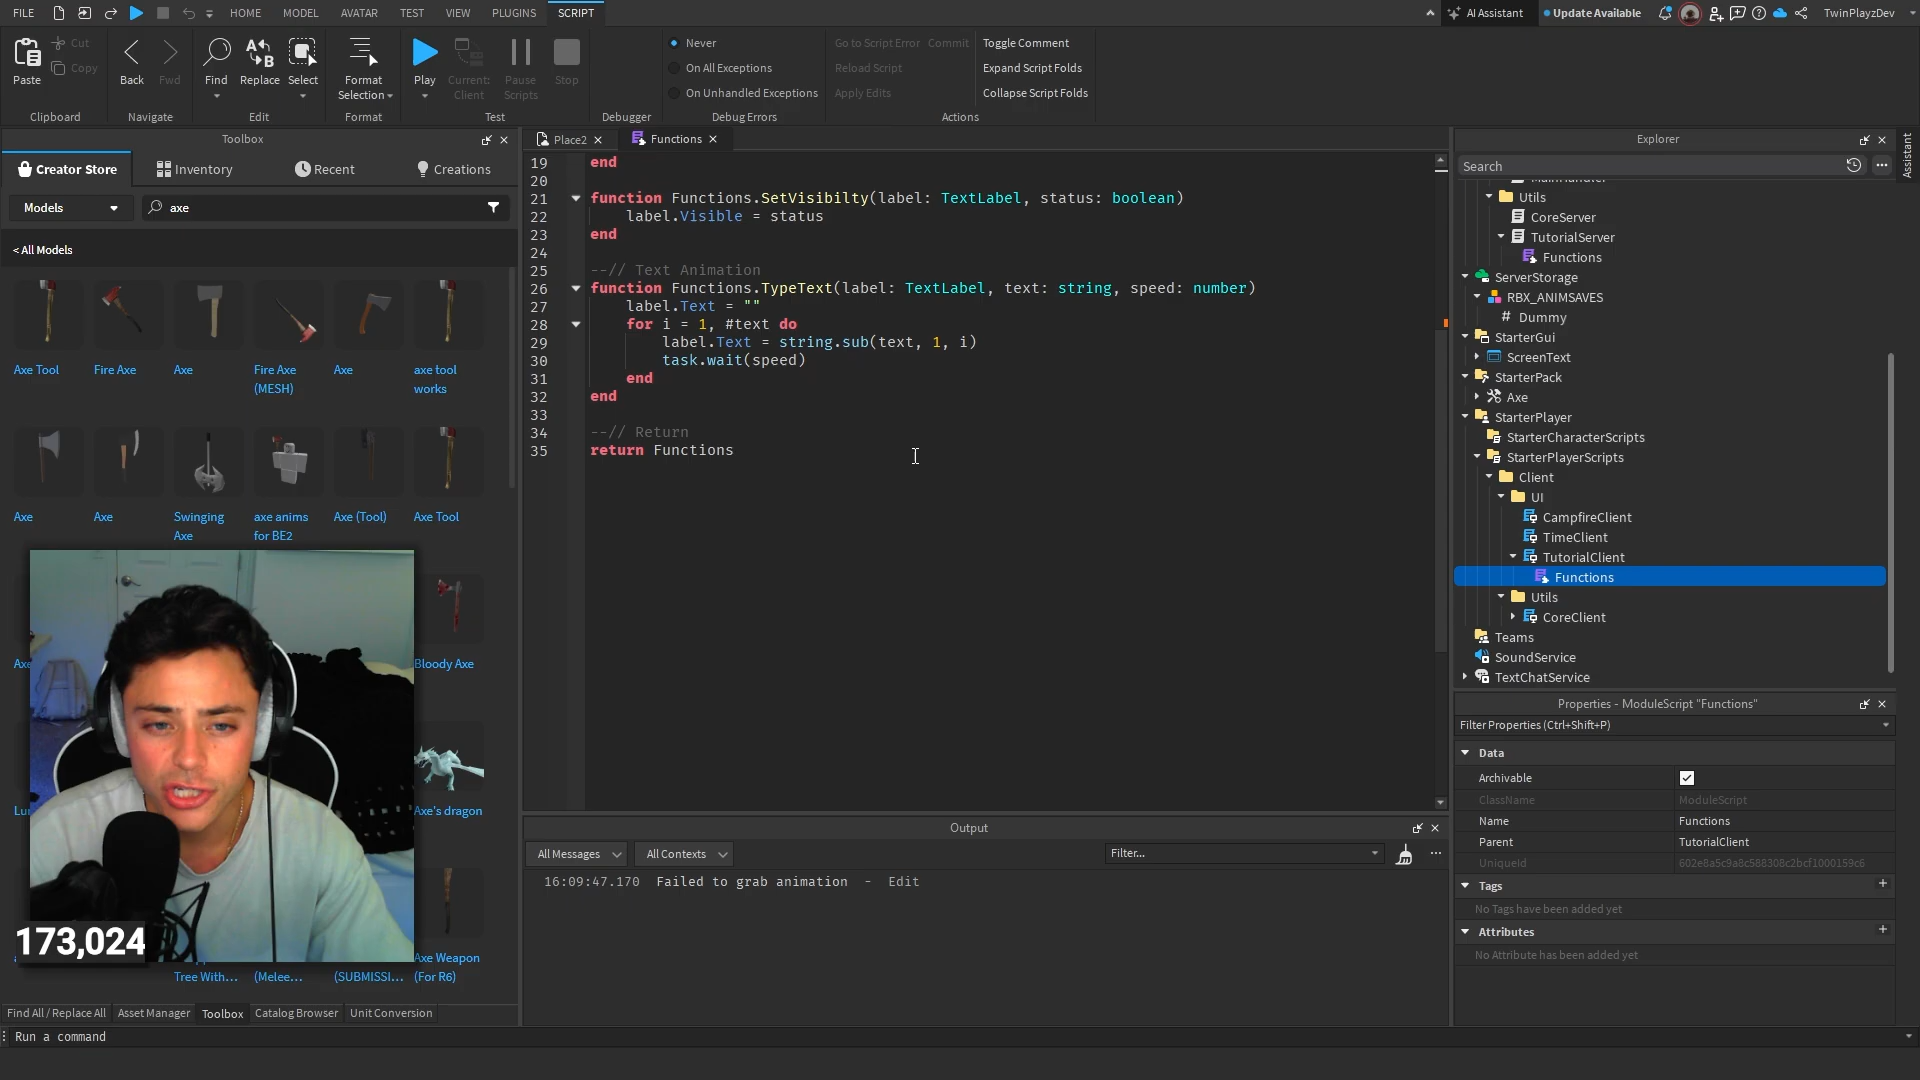 FILE
HOME
MODEL
AVATAR
TEST
VIEW
PLUGINS
SCRIPT
AI Assistant
Update Available
TwinPlayzDev
Paste
Cut
Copy
Back
Fwd
Find
Replace
Select
Format
Selection
Play
Current:
Client
Pause
Scripts
Stop
Never
On All Exceptions
On Unhandled Exceptions
Go to Script Error
Commit
Reload Script
Apply Edits
Toggle Comment
Expand Script Folds
Collapse Script Folds
Clipboard
Navigate
Edit
Format
Test
Debugger
Debug Errors
Actions
Toolbox
Creator Store
Inventory
Recent
Creations
Models
axe
< All Models
Axe Tool
Fire Axe
Axe
Fire Axe
(MESH)
Axe
axe tool
works
Axe
Axe
Swinging
Axe
axe anims
for BE2
Axe (Tool)
Axe Tool
Bloody Axe
Axe's dragon
Axe Weapon
(For R6)
Tree With...
(Melee...
(SUBMISSI...
173,024
Find All / Replace All
Asset Manager
Toolbox
Catalog Browser
Unit Conversion
Run a command
Place2
Functions
19 end
20
21 function Functions.SetVisibilty(label: TextLabel, status: boolean)
22 label.Visible = status
23 end
24
25 --// Text Animation
26 function Functions.TypeText(label: TextLabel, text: string, speed: number)
27 label.Text = ""
28 for i = 1, #text do
29 label.Text = string.sub(text, 1, i)
30 task.wait(speed)
31 end
32 end
33
34 --// Return
35 return Functions
Output
All Messages
All Contexts
Filter...
16:09:47.170 Failed to grab animation - Edit
Explorer
Search
Assistant
Utils
CoreServer
TutorialServer
Functions
ServerStorage
RBX_ANIMSAVES
# Dummy
StarterGui
ScreenText
StarterPack
Axe
StarterPlayer
StarterCharacterScripts
StarterPlayerScripts
Client
UI
CampfireClient
TimeClient
TutorialClient
Functions
Utils
CoreClient
Teams
SoundService
TextChatService
Properties - ModuleScript "Functions"
Filter Properties (Ctrl+Shift+P)
Data
Archivable
ClassName ModuleScript
Name Functions
Parent TutorialClient
UniqueId 602e8a5c9a8c588308c2bcf1000159c6
Tags
No Tags have been added yet
Attributes
No Attribute has been added yet